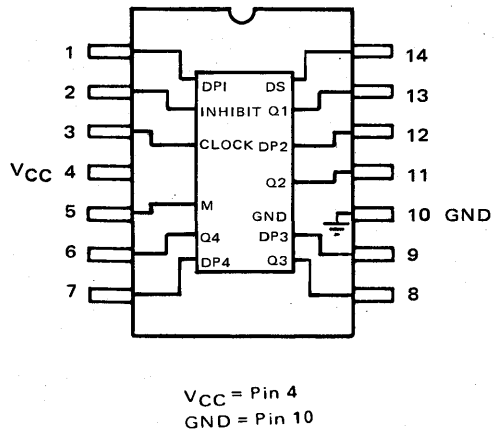 1 14
DPI DS
2 INHIBIT Q1 13
3 CLOCK DP2 12
VCC 4 Q2 11
5 M GND 10 GND
6 Q4 DP3 9
7 DP4 Q3 8
VCC = Pin 4
GND = Pin 10